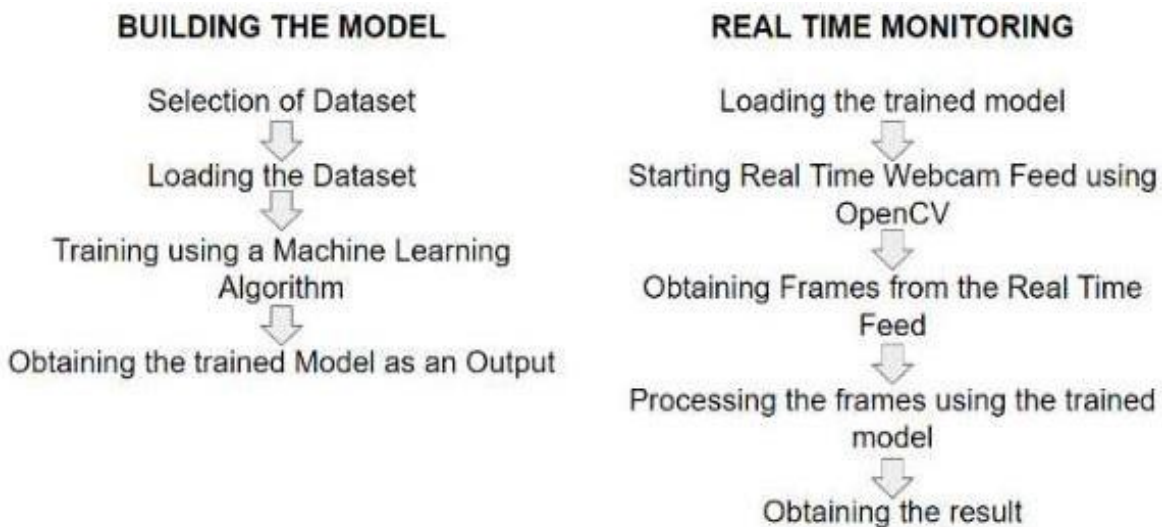 BUILDING THE MODEL
Selection of Dataset
Loading the Dataset
Training using a Machine Learning
Algorithm
Obtaining the trained Model as an Output
REAL TIME MONITORING
Loading the trained model
Starting Real Time Webcam Feed using
OpenCV
Obtaining Frames from the Real Time
Feed
Processing the frames using the trained
model
Obtaining the result